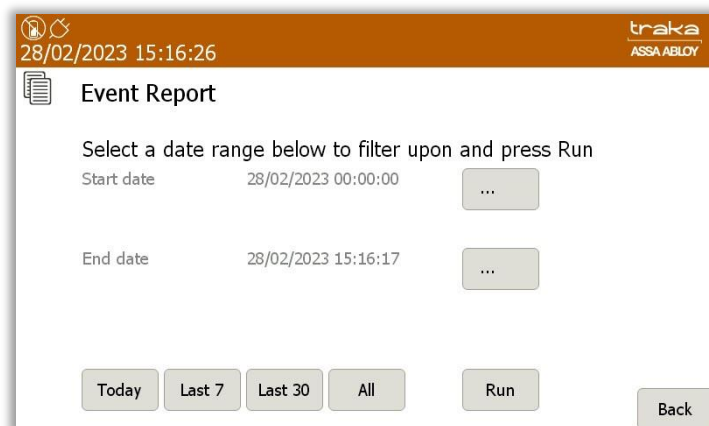 traka
28/02/2023 15:16:26
ASSA ABLOY
Event Report
Select a date range below to filter upon and press Run
Start date 28/02/2023 00:00:00 ...
End date 28/02/2023 15:16:17 ...
Today Last 7 Last 30 All Run
Back